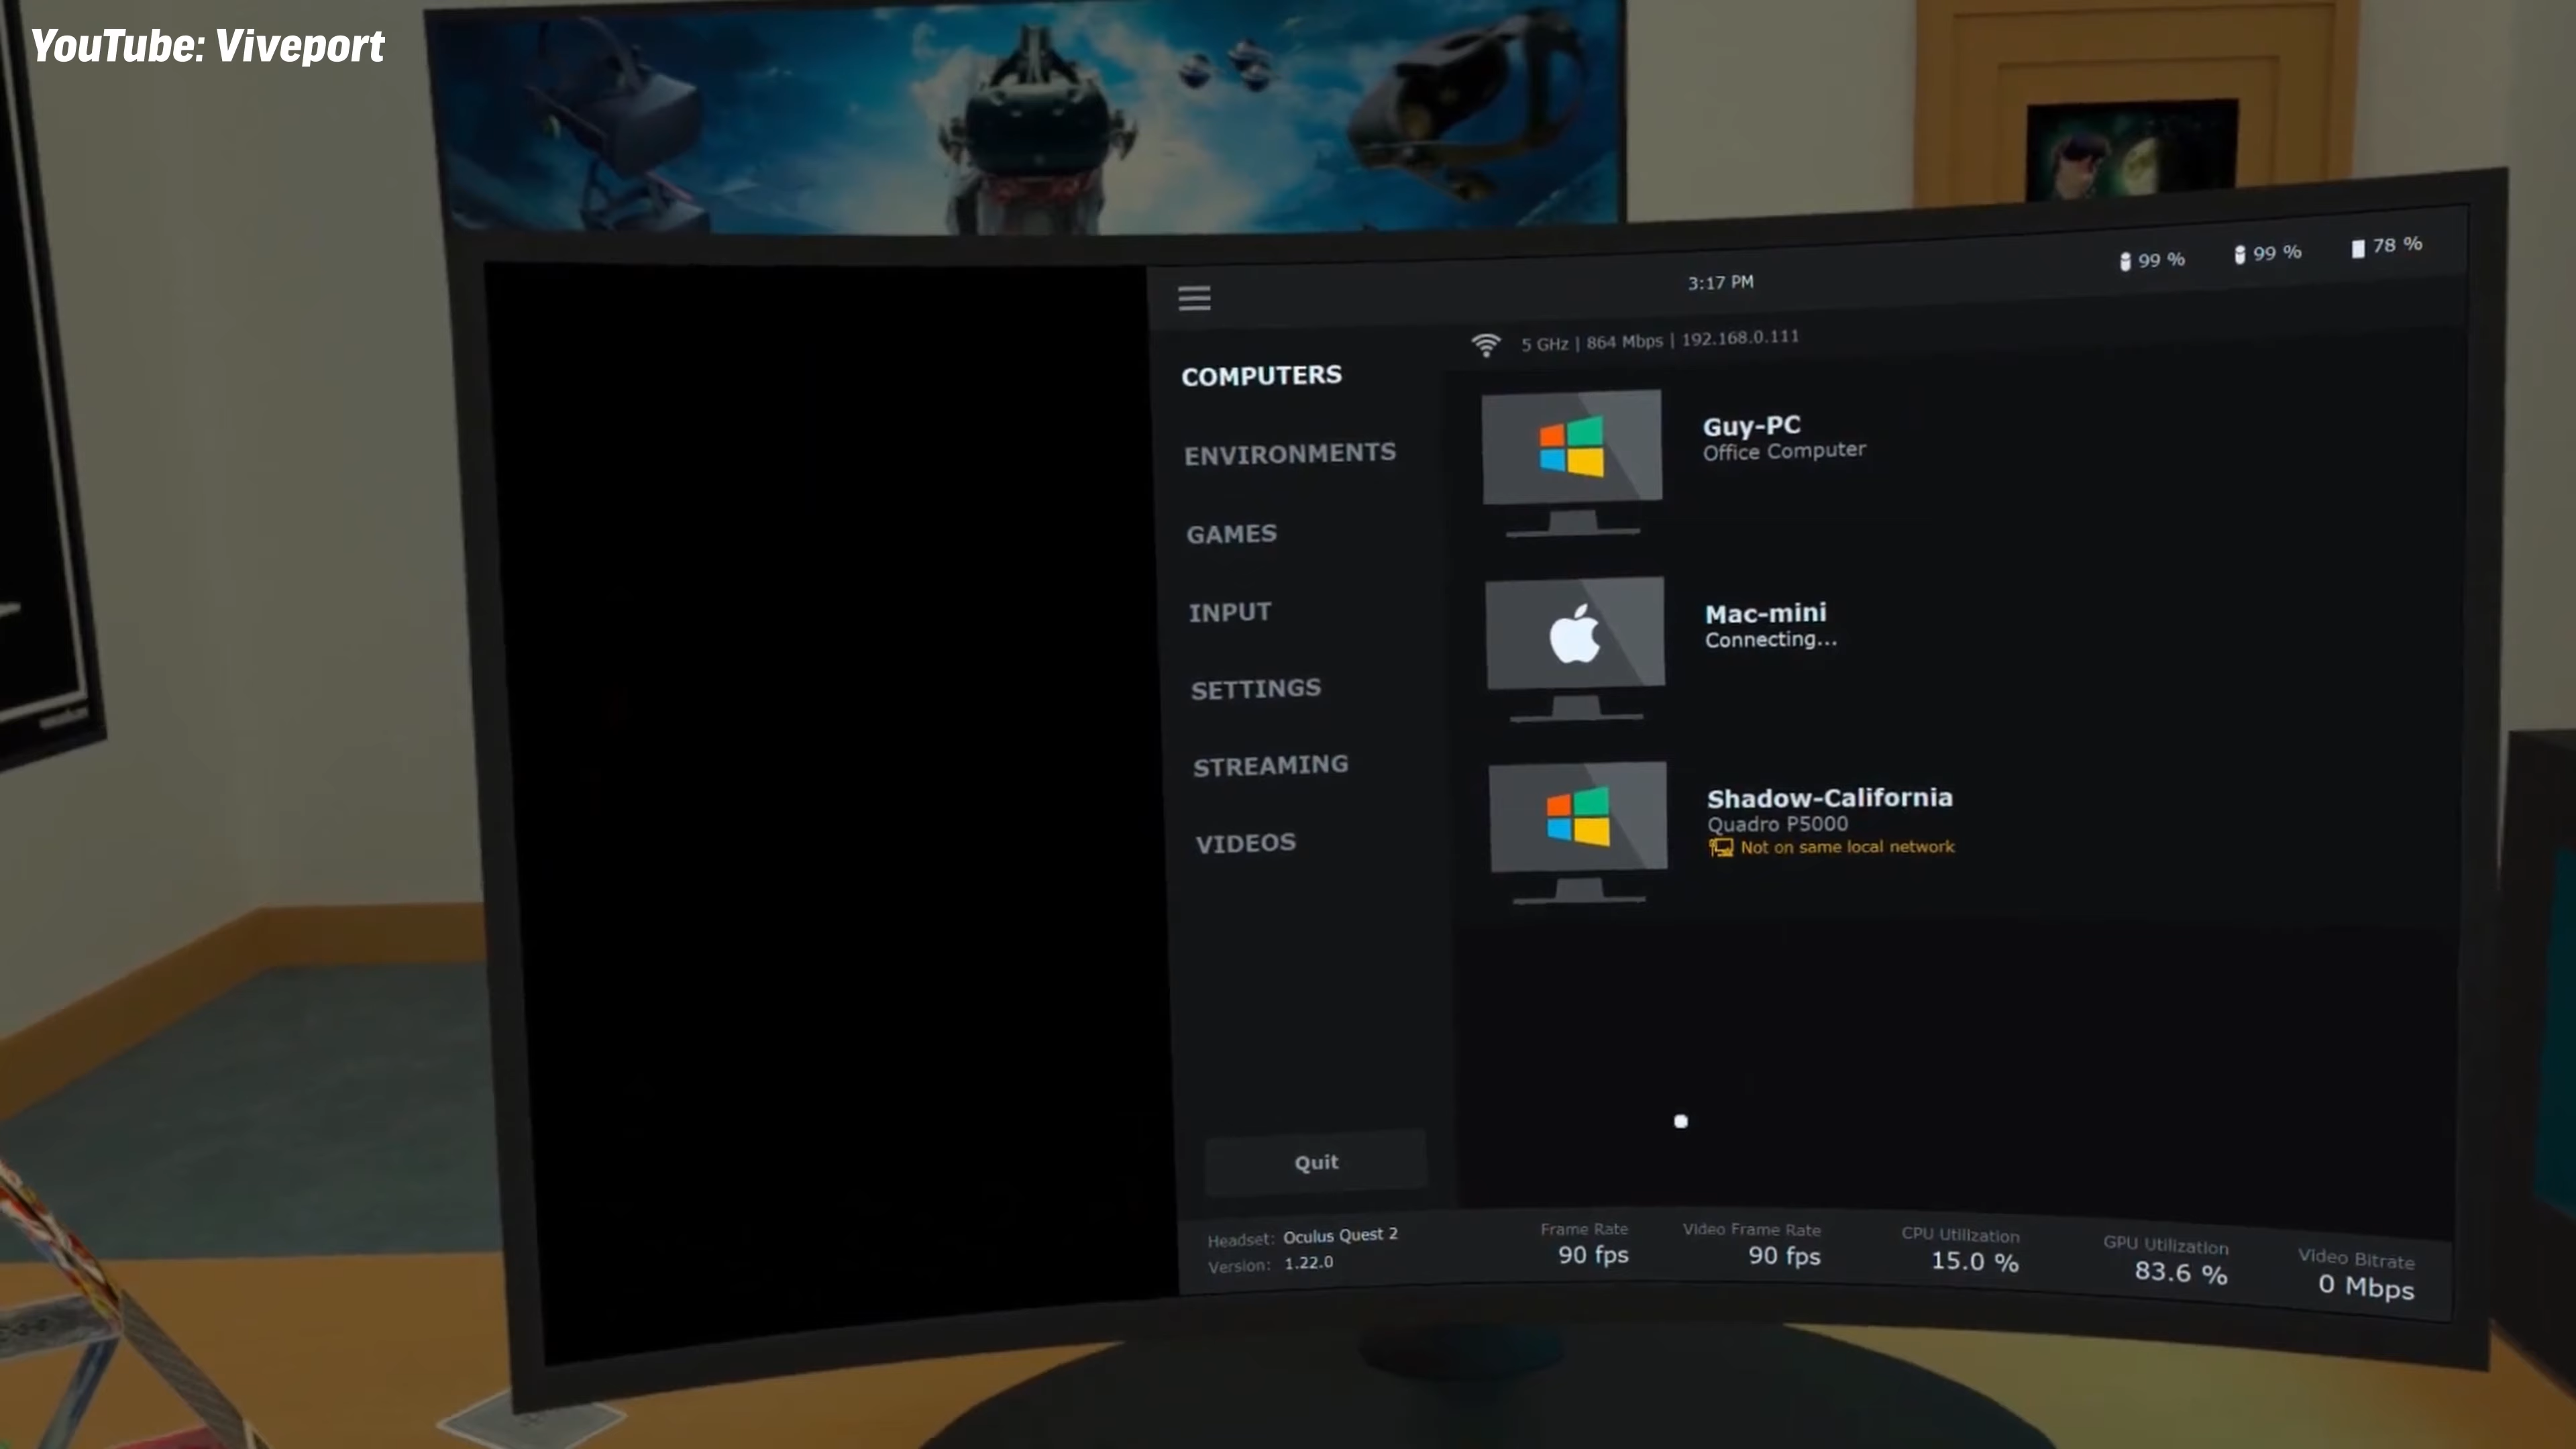 YouTube: Viveport
3:17 PM
99 %
99 %
78 %
5 GHz | 864 Mbps | 192.168.0.111
COMPUTERS
ENVIRONMENTS
GAMES
INPUT
SETTINGS
STREAMING
VIDEOS
Quit
Guy-PC
Office Computer
Mac-mini
Connecting...
Shadow-California
Quadro P5000
Not on same local network
Headset: Oculus Quest 2
Version: 1.22.0
Frame Rate
90 fps
Video Frame Rate
90 fps
CPU Utilization
15.0 %
GPU Utilization
83.6 %
Video Bitrate
0 Mbps